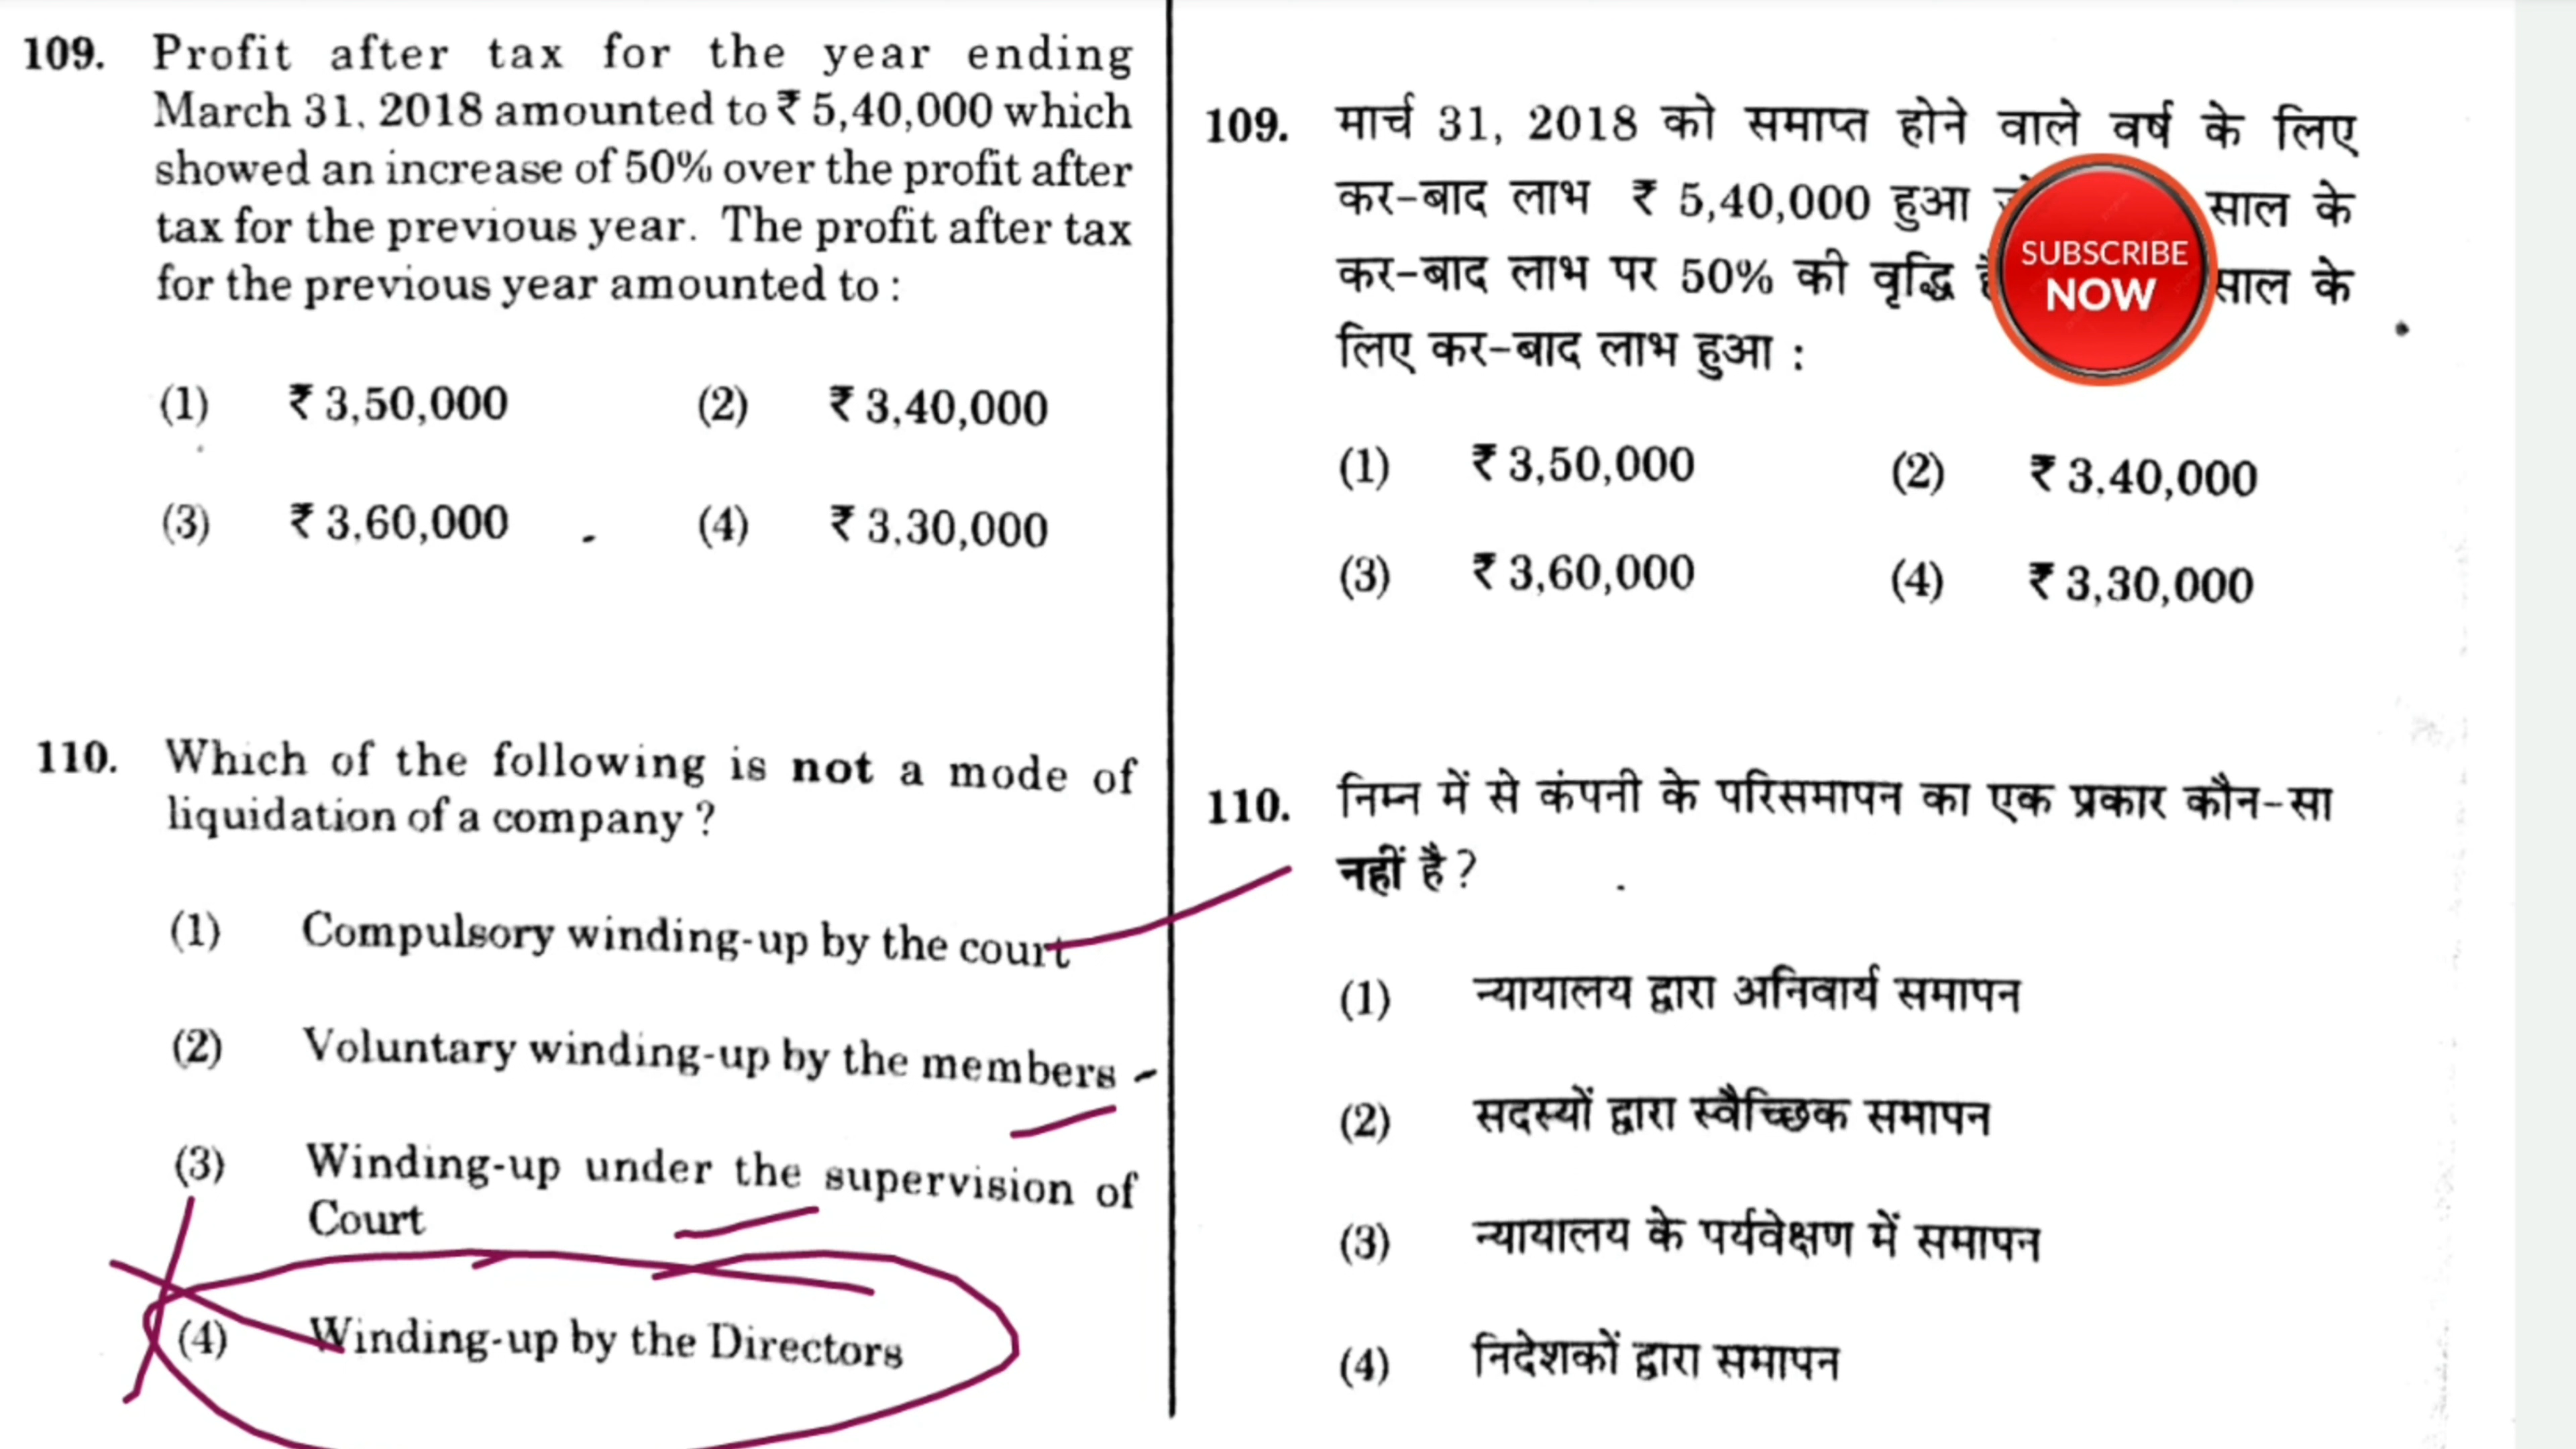 109. Profit after tax for the year ending
March 31, 2018 amounted to ₹ 5,40,000 which
showed an increase of 50% over the profit after
tax for the previous year. The profit after tax
for the previous year amounted to :
(1) ₹ 3,50,000 (2) ₹ 3,40,000
(3) ₹ 3,60,000 (4) ₹ 3,30,000
110. Which of the following is not a mode of
liquidation of a company ?
(1) Compulsory winding-up by the court
(2) Voluntary winding-up by the members
(3) Winding-up under the supervision of
Court
(4) Winding-up by the Directors
109. मार्च 31, 2018 को समाप्त होने वाले वर्ष के लिए
कर-बाद लाभ ₹ 5,40,000 हुआ साल के
कर-बाद लाभ पर 50% की वृद्धि साल के
लिए कर-बाद लाभ हुआ :
SUBSCRIBE
NOW
(1) ₹ 3,50,000 (2) ₹ 3,40,000
(3) ₹ 3,60,000 (4) ₹ 3,30,000
110. निम्न में से कंपनी के परिसमापन का एक प्रकार कौन-सा
नहीं है ?
(1) न्यायालय द्वारा अनिवार्य समापन
(2) सदस्यों द्वारा स्वैच्छिक समापन
(3) न्यायालय के पर्यवेक्षण में समापन
(4) निदेशकों द्वारा समापन